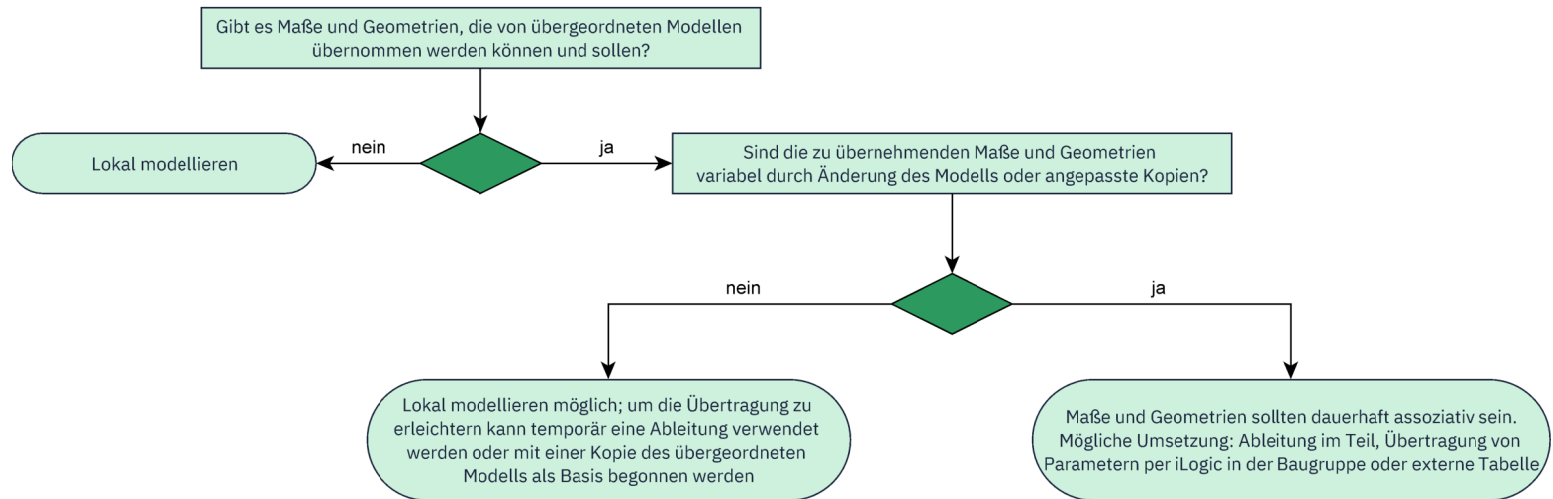 Gibt es Maße und Geometrien, die von übergeordneten Modellen
übernommen werden können und sollen?
Lokal modellieren
nein
ja
Sind die zu übernehmenden Maße und Geometrien
variabel durch Änderung des Modells oder angepasste Kopien?
nein
ja
Lokal modellieren möglich; um die Übertragung zu
erleichtern kann temporär eine Ableitung verwendet
werden oder mit einer Kopie des übergeordneten
Modells als Basis begonnen werden
Maße und Geometrien sollten dauerhaft assoziativ sein.
Mögliche Umsetzung: Ableitung im Teil, Übertragung von
Parametern per iLogic in der Baugruppe oder externe Tabelle